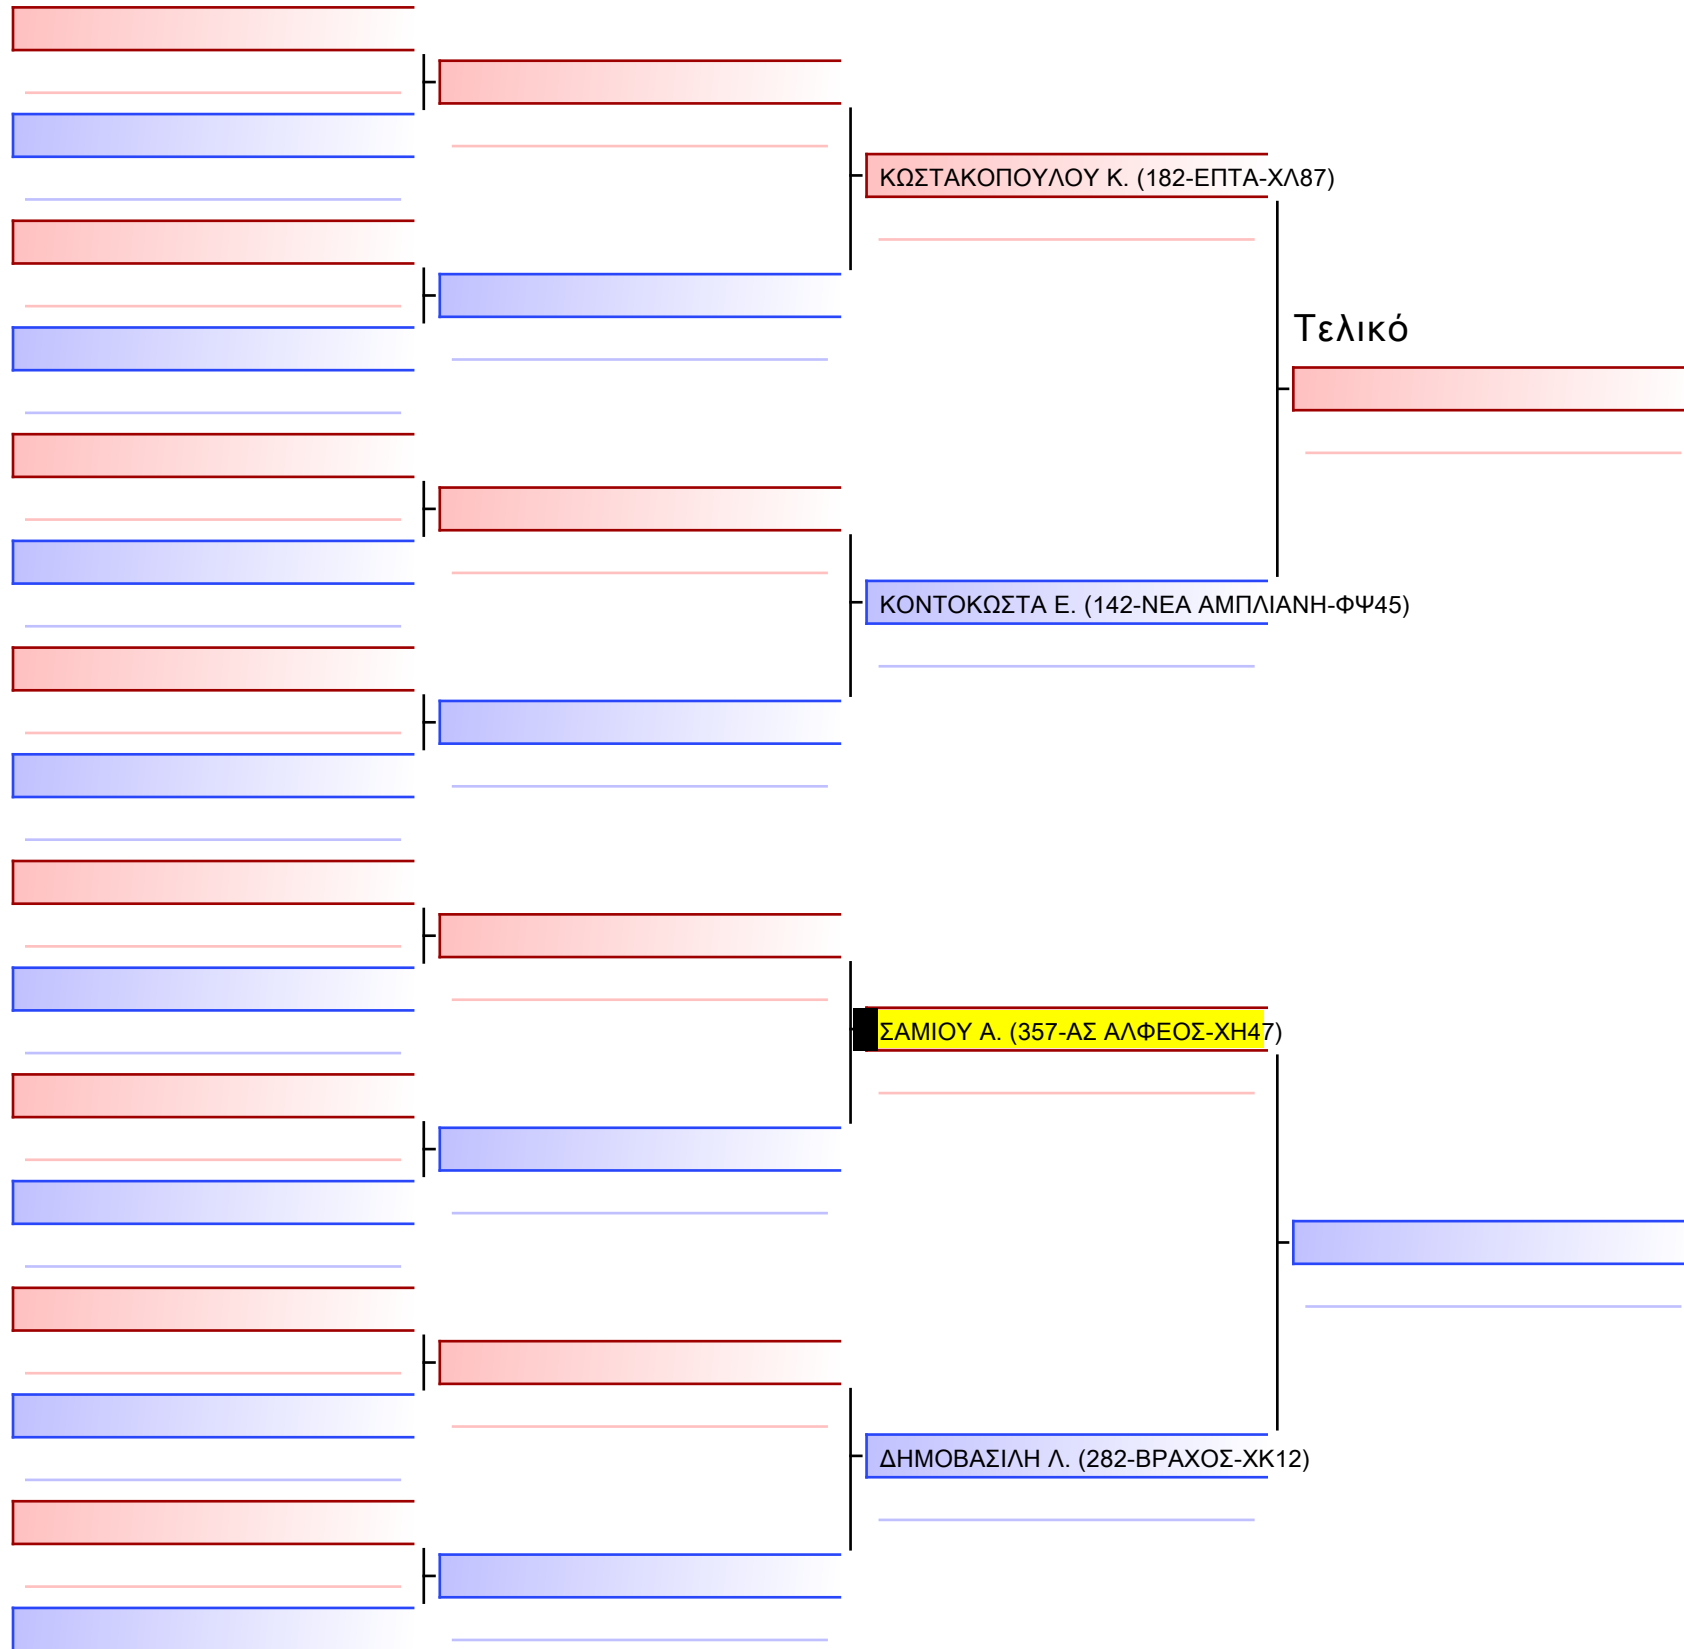 ΚΩΣΤΑΚΟΠΟΥΛΟΥ Κ. (182-ΕΠΤΑ-ΧΛ87)
Τελικό
ΚΟΝΤΟΚΩΣΤΑ Ε. (142-ΝΕΑ ΑΜΠΛΙΑΝΗ-ΦΨ45)
ΣΑΜΙΟΥ Α. (357-ΑΣ ΑΛΦΕΟΣ-ΧΗ47)
ΔΗΜΟΒΑΣΙΛΗ Λ. (282-ΒΡΑΧΟΣ-ΧΚ12)